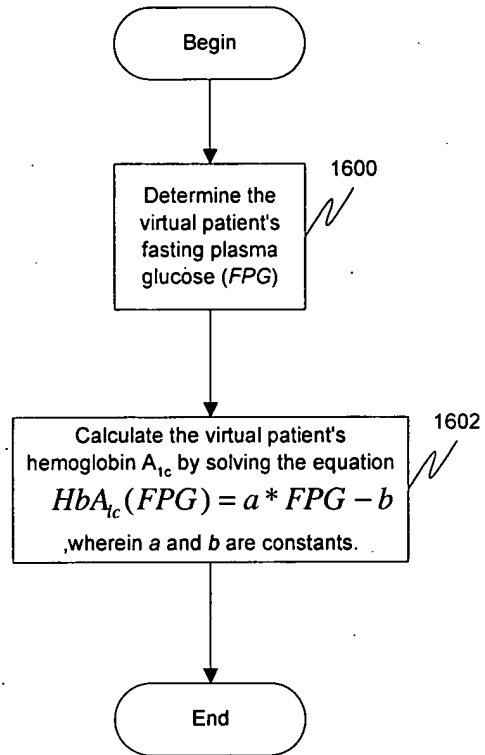 Begin
1600
Determine the
virtual patient's
fasting plasma
glucose (FPG)
1602
Calculate the virtual patient's
hemoglobin A1c by solving the equation
HbA1c(FPG) = a * FPG − b
,wherein a and b are constants.
End